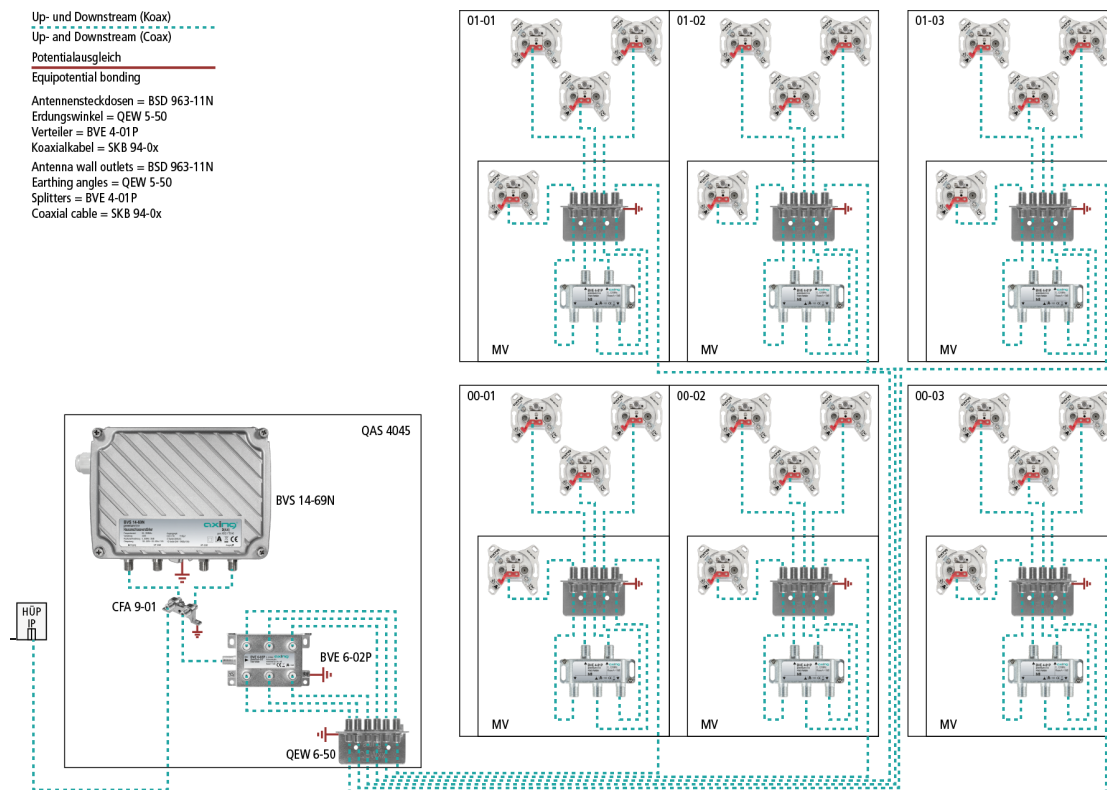 Up- und Downstream (Koax)
Up- and Downstream (Coax)
Potentialausgleich
Equipotential bonding
Antennensteckdosen = BSD 963-11N
Erdungswinkel = QEW 5-50
Verteiler = BVE 4-01P
Koaxialkabel = SKB 94-0x
Antenna wall outlets = BSD 963-11N
Earthing angles = QEW 5-50
Splitters = BVE 4-01P
Coaxial cable = SKB 94-0x
01-01
MV
01-02
MV
01-03
MV
00-01
MV
00-02
MV
00-03
MV
QAS 4045
BVS 14-69N
BVS 14-69N
axing
CFA 9-01
HÜP
IP
BVE 6-02P
QEW 6-50